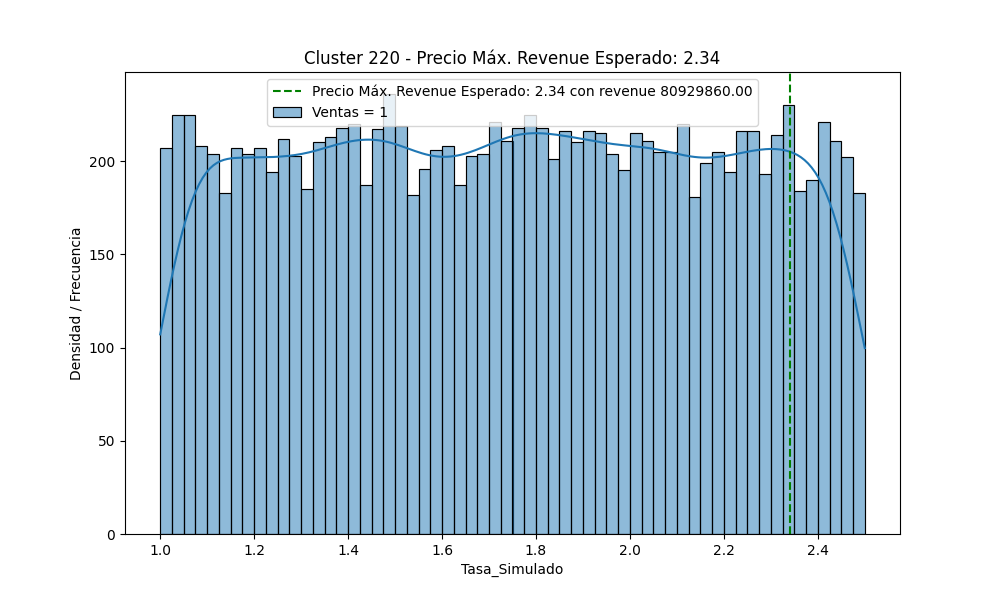 Cluster 220 - Precio Máx. Revenue Esperado: 2.34
Precio Máx. Revenue Esperado: 2.34 con revenue 80929860.00
Ventas = 1
Densidad / Frecuencia
200
150
100
50
0
1.0 1.2 1.4 1.6 1.8 2.0 2.2 2.4
Tasa_Simulado